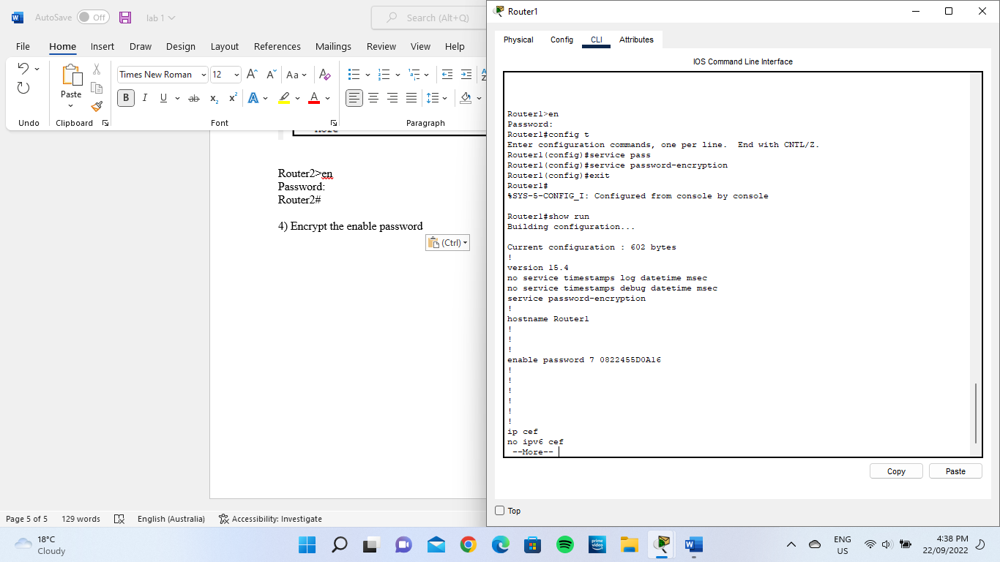 AutoSave
Off
lab 1
Search (Alt+Q)
File
Home
Insert
Draw
Design
Layout
References
Mailings
Review
View
Help
Times New Roman
12
Aa
Paste
B
I
U
ab
x2
x2
A
A
Undo
Clipboard
Font
Paragraph
Router2>en
Password:
Router2#
4) Encrypt the enable password
(Ctrl)
Page 5 of 5
129 words
English (Australia)
Accessibility: Investigate
Router1
Physical
Config
CLI
Attributes
IOS Command Line Interface
Router1>en
Password:
Router1#config t
Enter configuration commands, one per line.  End with CNTL/Z.
Router1(config)#service pass
Router1(config)#service password-encryption
Router1(config)#exit
Router1#
%SYS-5-CONFIG_I: Configured from console by console
Router1#show run
Building configuration...
Current configuration : 602 bytes
!
version 15.4
no service timestamps log datetime msec
no service timestamps debug datetime msec
service password-encryption
!
hostname Router1
!
!
!
enable password 7 0822455D0A16
!
!
!
!
!
!
ip cef
no ipv6 cef
--More--
Copy
Paste
Top
18°C
Cloudy
prime video
ENG
US
4:38 PM
22/09/2022